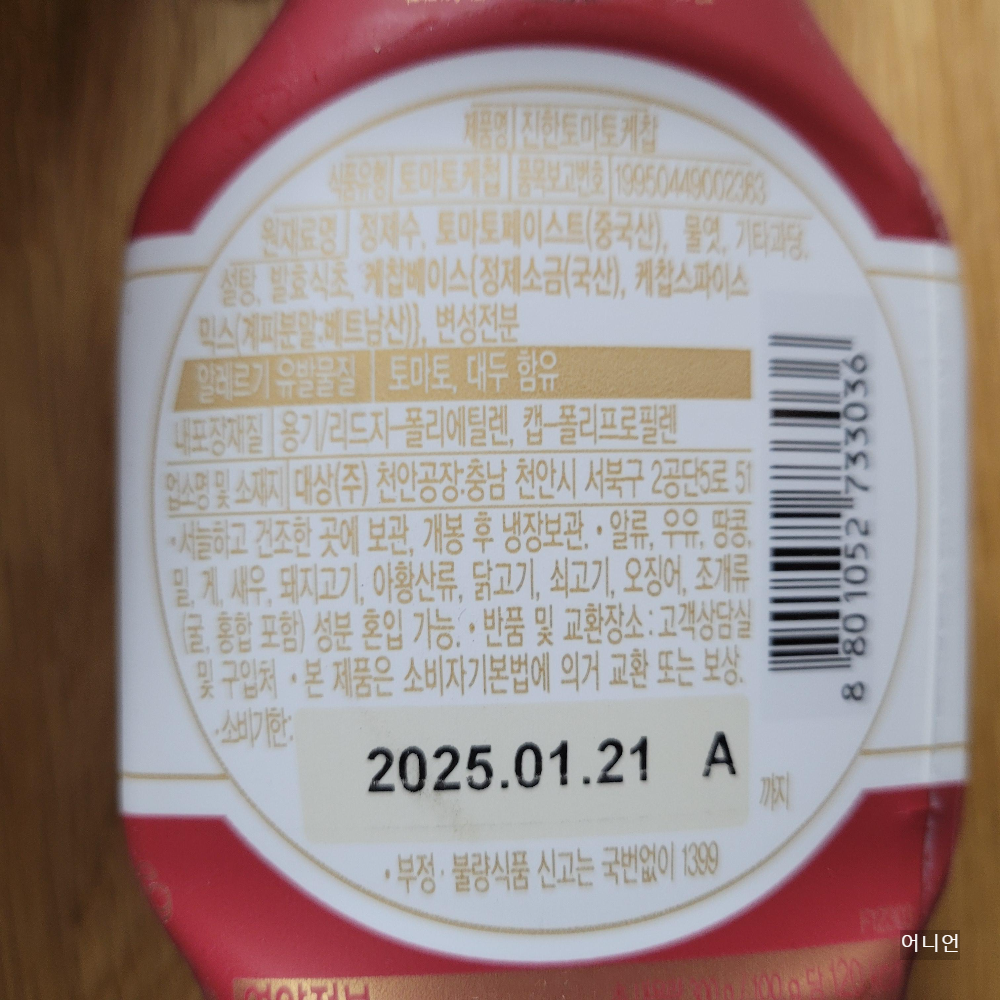 제품명 진한토마토케찹
식품유형 토마토케첩 품목보고번호 19950449002363
원재료명 정제수, 토마토페이스트(중국산), 물엿, 기타과당,
설탕, 발효식초, 케찹베이스{정제소금(국산), 케찹스파이스
믹스(계피분말:베트남산)}, 변성전분
알레르기 유발물질 토마토, 대두 함유
내포장재질 용기/리드지-폴리에틸렌, 캡-폴리프로필렌
업소명 및 소재지 대상(주) 천안공장:충남 천안시 서북구 2공단5로 51
•서늘하고 건조한 곳에 보관, 개봉 후 냉장보관. •알류, 우유, 땅콩,
밀, 게, 새우, 돼지고기, 아황산류, 닭고기, 쇠고기, 오징어, 조개류
(굴, 홍합 포함) 성분 혼입 가능. •반품 및 교환장소:고객상담실
및 구입처 •본 제품은 소비자기본법에 의거 교환 또는 보상.
•소비기한:
2025.01.21 A
까지
•부정·불량식품 신고는 국번없이 1399
8 801052 733036
영양정보
어니언